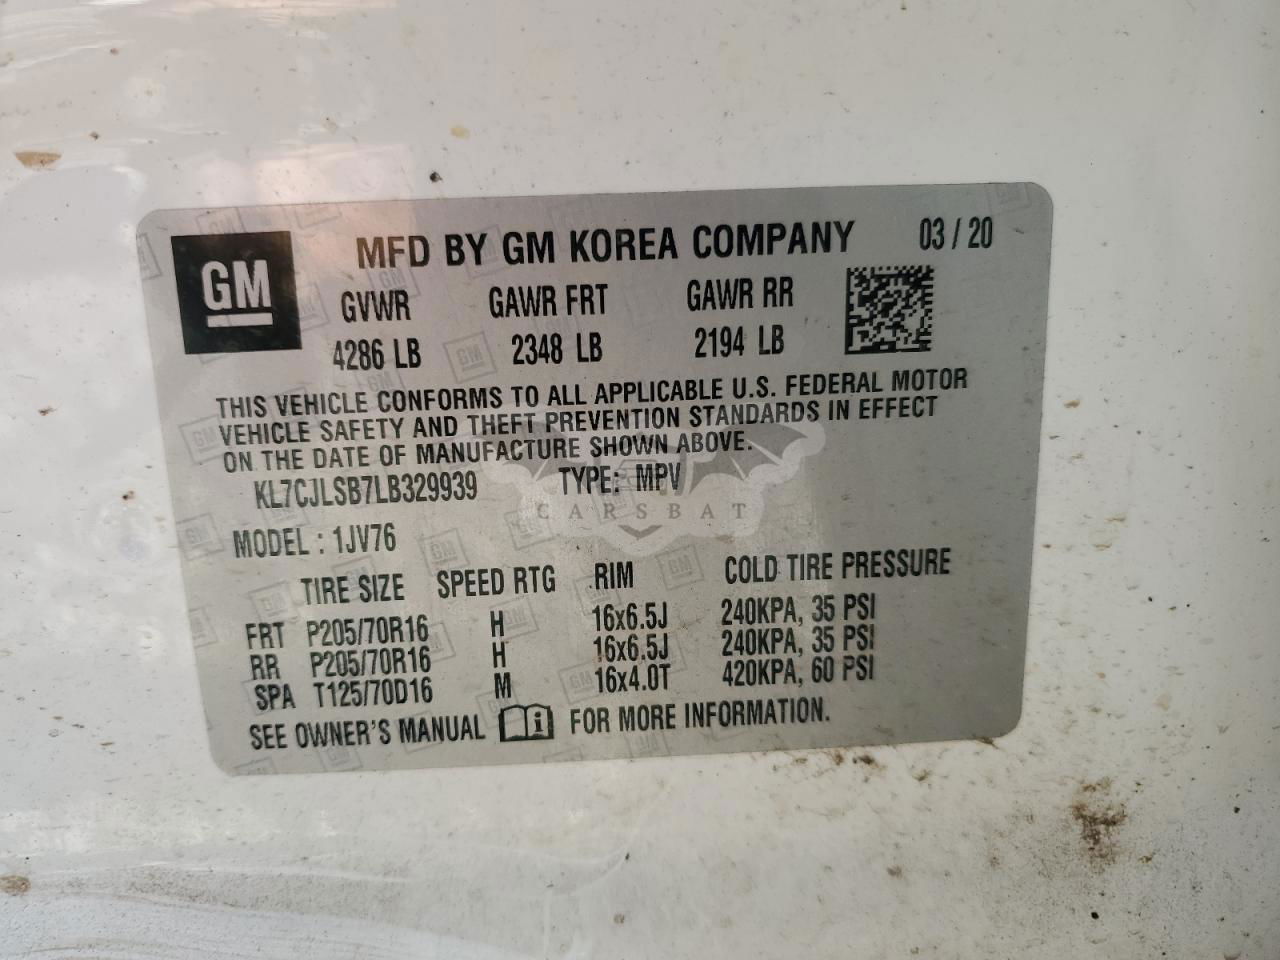 GM
MFD BY GM KOREA COMPANY 03 / 20
GVWR GAWR FRT GAWR RR
4286 LB 2348 LB 2194 LB
THIS VEHICLE CONFORMS TO ALL APPLICABLE U.S. FEDERAL MOTOR
VEHICLE SAFETY AND THEFT PREVENTION STANDARDS IN EFFECT
ON THE DATE OF MANUFACTURE SHOWN ABOVE.
KL7CJLSB7LB329939 TYPE: MPV
CARSBAT
MODEL : 1JV76
TIRE SIZE SPEED RTG RIM COLD TIRE PRESSURE
FRT P205/70R16 H 16x6.5J 240KPA, 35 PSI
RR P205/70R16 H 16x6.5J 240KPA, 35 PSI
SPA T125/70D16 M 16x4.0T 420KPA, 60 PSI
SEE OWNER'S MANUAL FOR MORE INFORMATION.